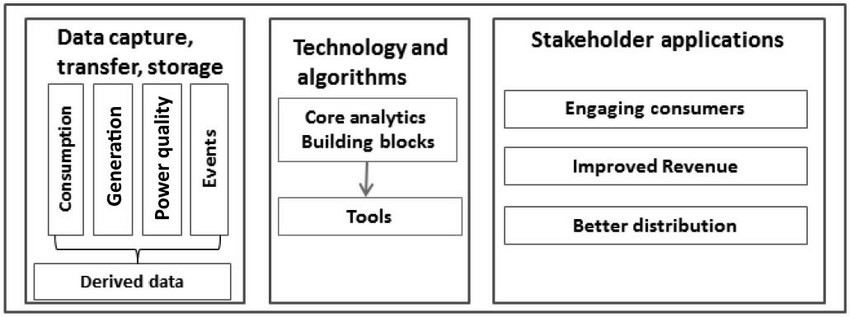 Data capture,
transfer, storage
Consumption
Generation
Power quality
Events
Derived data
Technology and
algorithms
Core analytics
Building blocks
Tools
Stakeholder applications
Engaging consumers
Improved Revenue
Better distribution